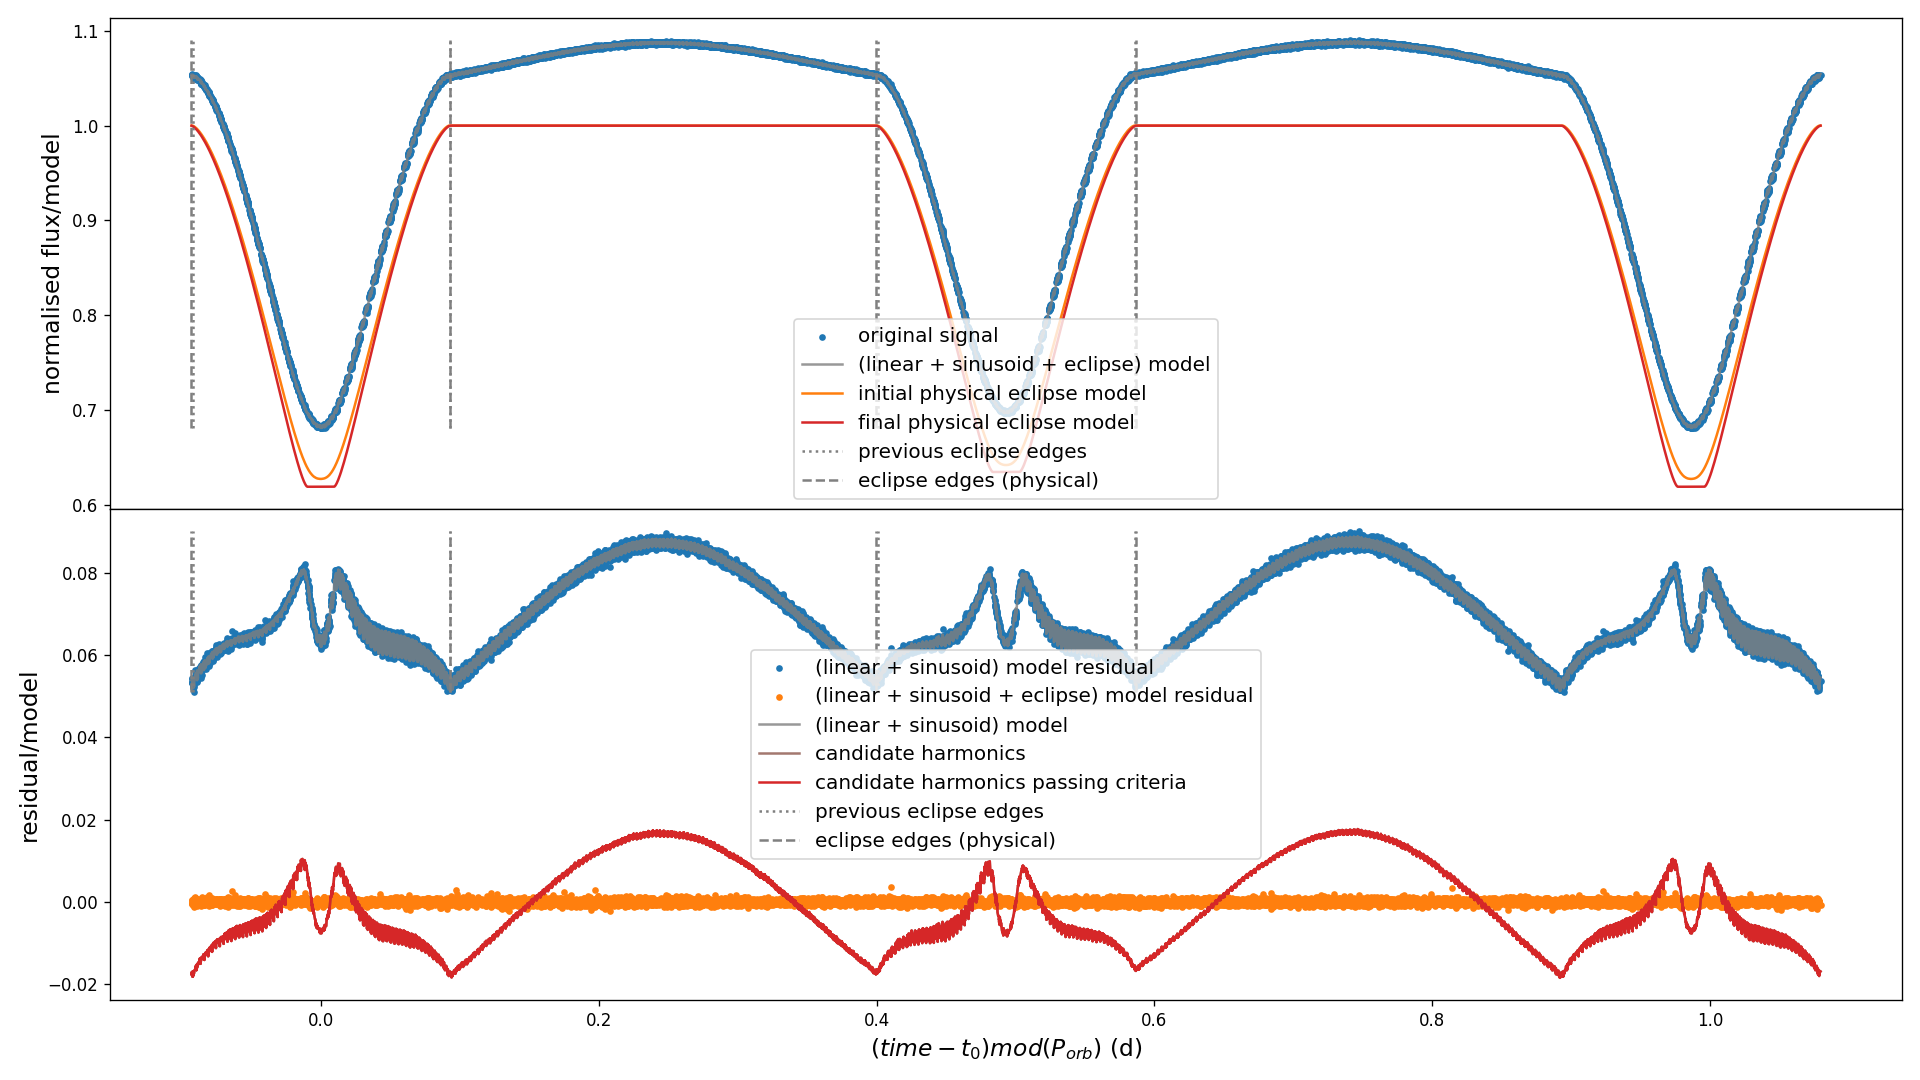 1.1
1.0
0.9
0.8
0.7
0.6
normalised flux/model
original signal
(linear + sinusoid + eclipse) model
initial physical eclipse model
final physical eclipse model
previous eclipse edges
eclipse edges (physical)
0.08
0.06
0.04
0.02
0.00
−0.02
residual/model
(linear + sinusoid) model residual
(linear + sinusoid + eclipse) model residual
(linear + sinusoid) model
candidate harmonics
candidate harmonics passing criteria
previous eclipse edges
eclipse edges (physical)
0.0 0.2 0.4 0.6 0.8 1.0
(time − t₀)mod(Pₒᵣb) (d)